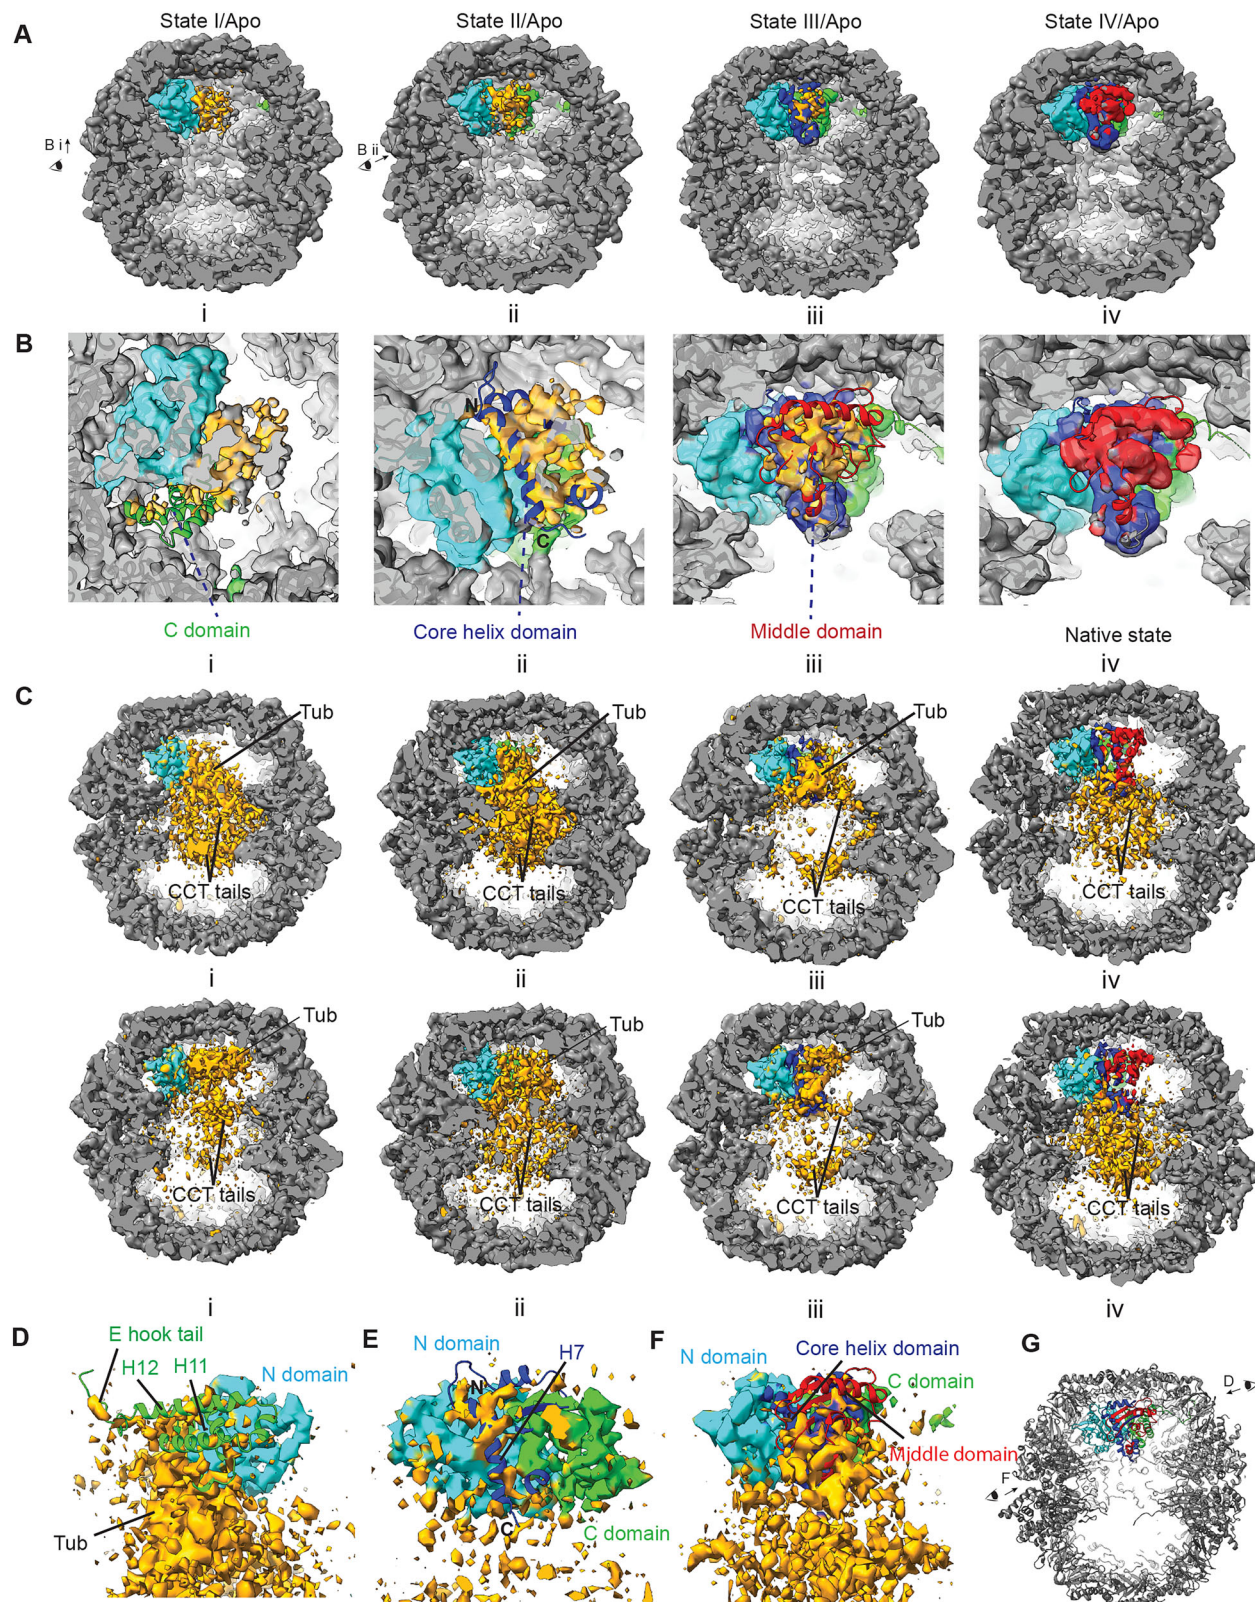 A
State I/Apo
State II/Apo
State III/Apo
State IV/Apo
B i
B ii
i
ii
iii
iv
B
N
C
C domain
Core helix domain
Middle domain
Native state
i
ii
iii
iv
C
Tub
Tub
Tub
CCT tails
CCT tails
CCT tails
CCT tails
i
ii
iii
iv
Tub
Tub
Tub
CCT tails
CCT tails
CCT tails
CCT tails
i
ii
iii
iv
D
E hook tail
H12
H11
N domain
Tub
E
N domain
H7
N
C
C domain
F
N domain
Core helix domain
C domain
Middle domain
G
D
F